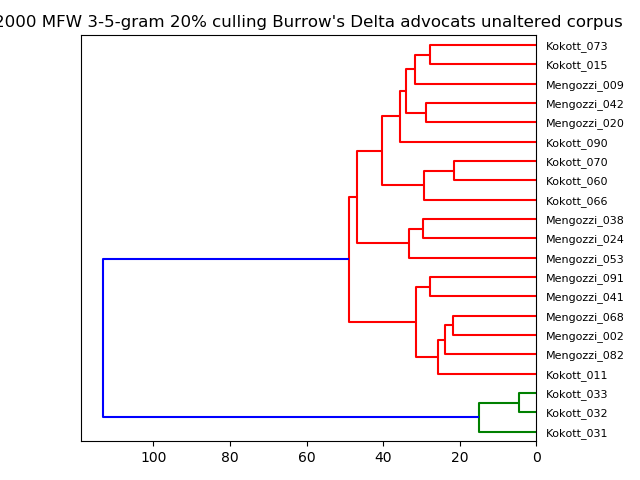 2000 MFW 3-5-gram 20% culling Burrow's Delta advocats unaltered corpus
Kokott_073
Kokott_015
Mengozzi_009
Mengozzi_042
Mengozzi_020
Kokott_090
Kokott_070
Kokott_060
Kokott_066
Mengozzi_038
Mengozzi_024
Mengozzi_053
Mengozzi_091
Mengozzi_041
Mengozzi_068
Mengozzi_002
Mengozzi_082
Kokott_011
Kokott_033
Kokott_032
Kokott_031
100 80 60 40 20 0